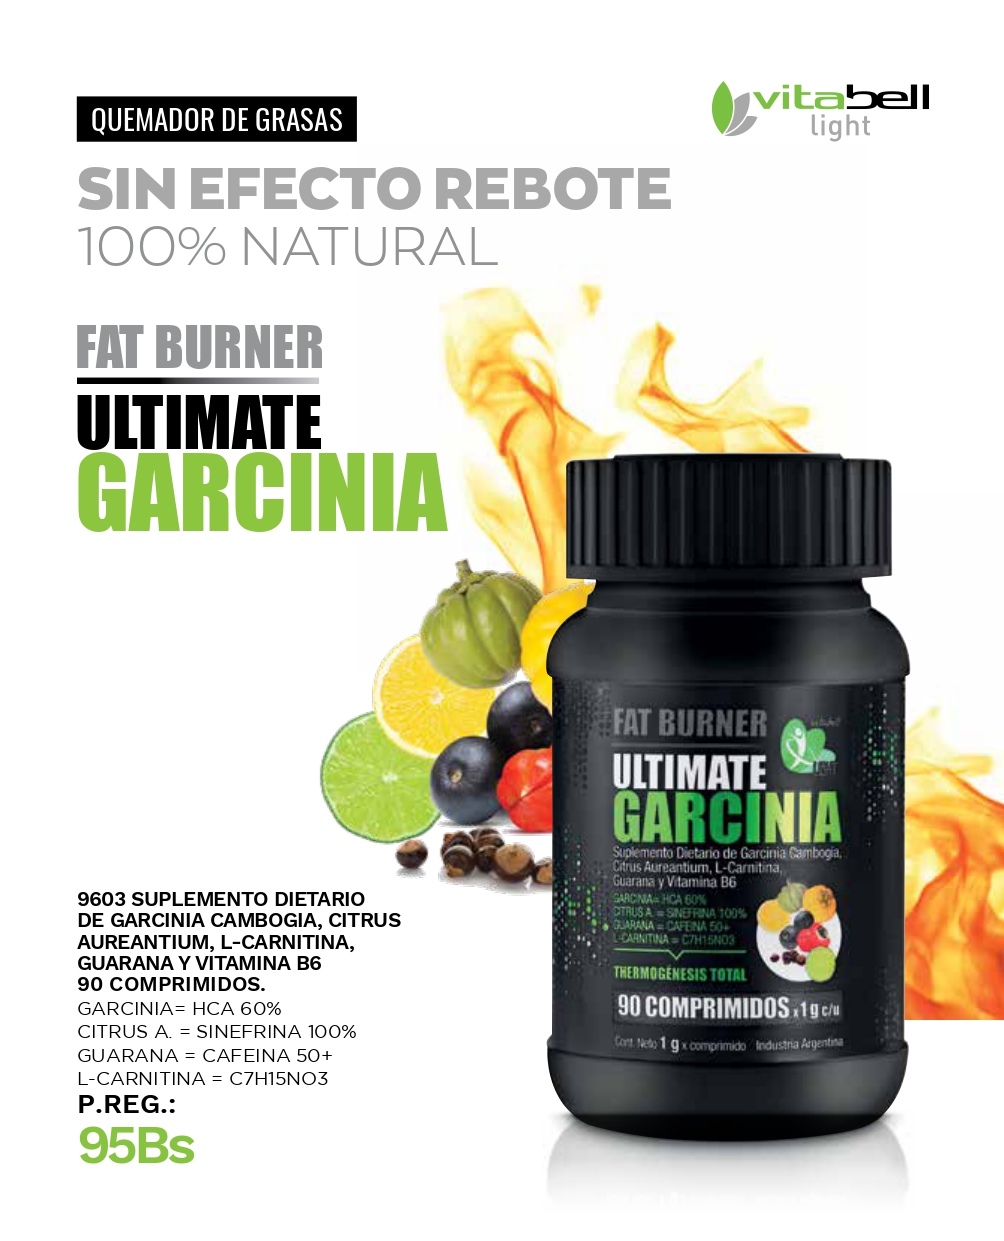 QUEMADOR DE GRASAS
vitabell
light
SIN EFECTO REBOTE
100% NATURAL
FAT BURNER
ULTIMATE
GARCINIA
FAT BURNER
vitabell
LIGHT
ULTIMATE
GARCINIA
Suplemento Dietario de Garcinia Cambogia,
Citrus Aureantium, L-Carnitina,
Guarana y Vitamina B6
GARCINIA= HCA 60%
CITRUS A. = SINEFRINA 100%
GUARANA = CAFEINA 50+
L-CARNITINA = C7H15NO3
THERMOGÉNESIS TOTAL
90 COMPRIMIDOS x 1 g c/u
Cont. Neto 1 g x comprimido Industria Argentina
9603 SUPLEMENTO DIETARIO
DE GARCINIA CAMBOGIA, CITRUS
AUREANTIUM, L-CARNITINA,
GUARANA Y VITAMINA B6
90 COMPRIMIDOS.
GARCINIA= HCA 60%
CITRUS A. = SINEFRINA 100%
GUARANA = CAFEINA 50+
L-CARNITINA = C7H15NO3
P.REG.:
95Bs